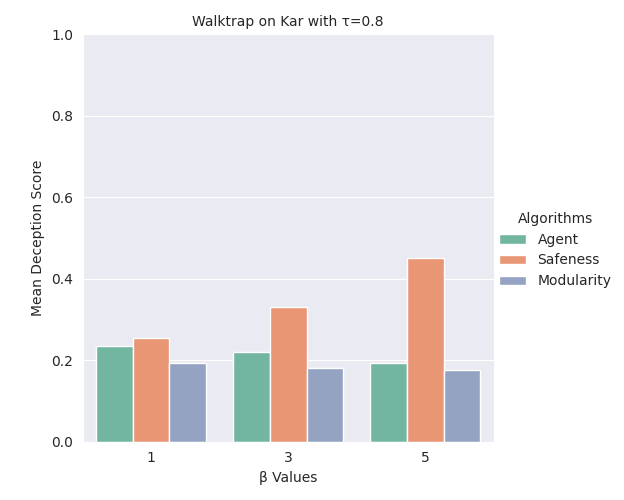 Walktrap on Kar with τ=0.8
1.0
0.8
0.6
0.4
0.2
0.0
Mean Deception Score
1 3 5
β Values
Algorithms
Agent
Safeness
Modularity